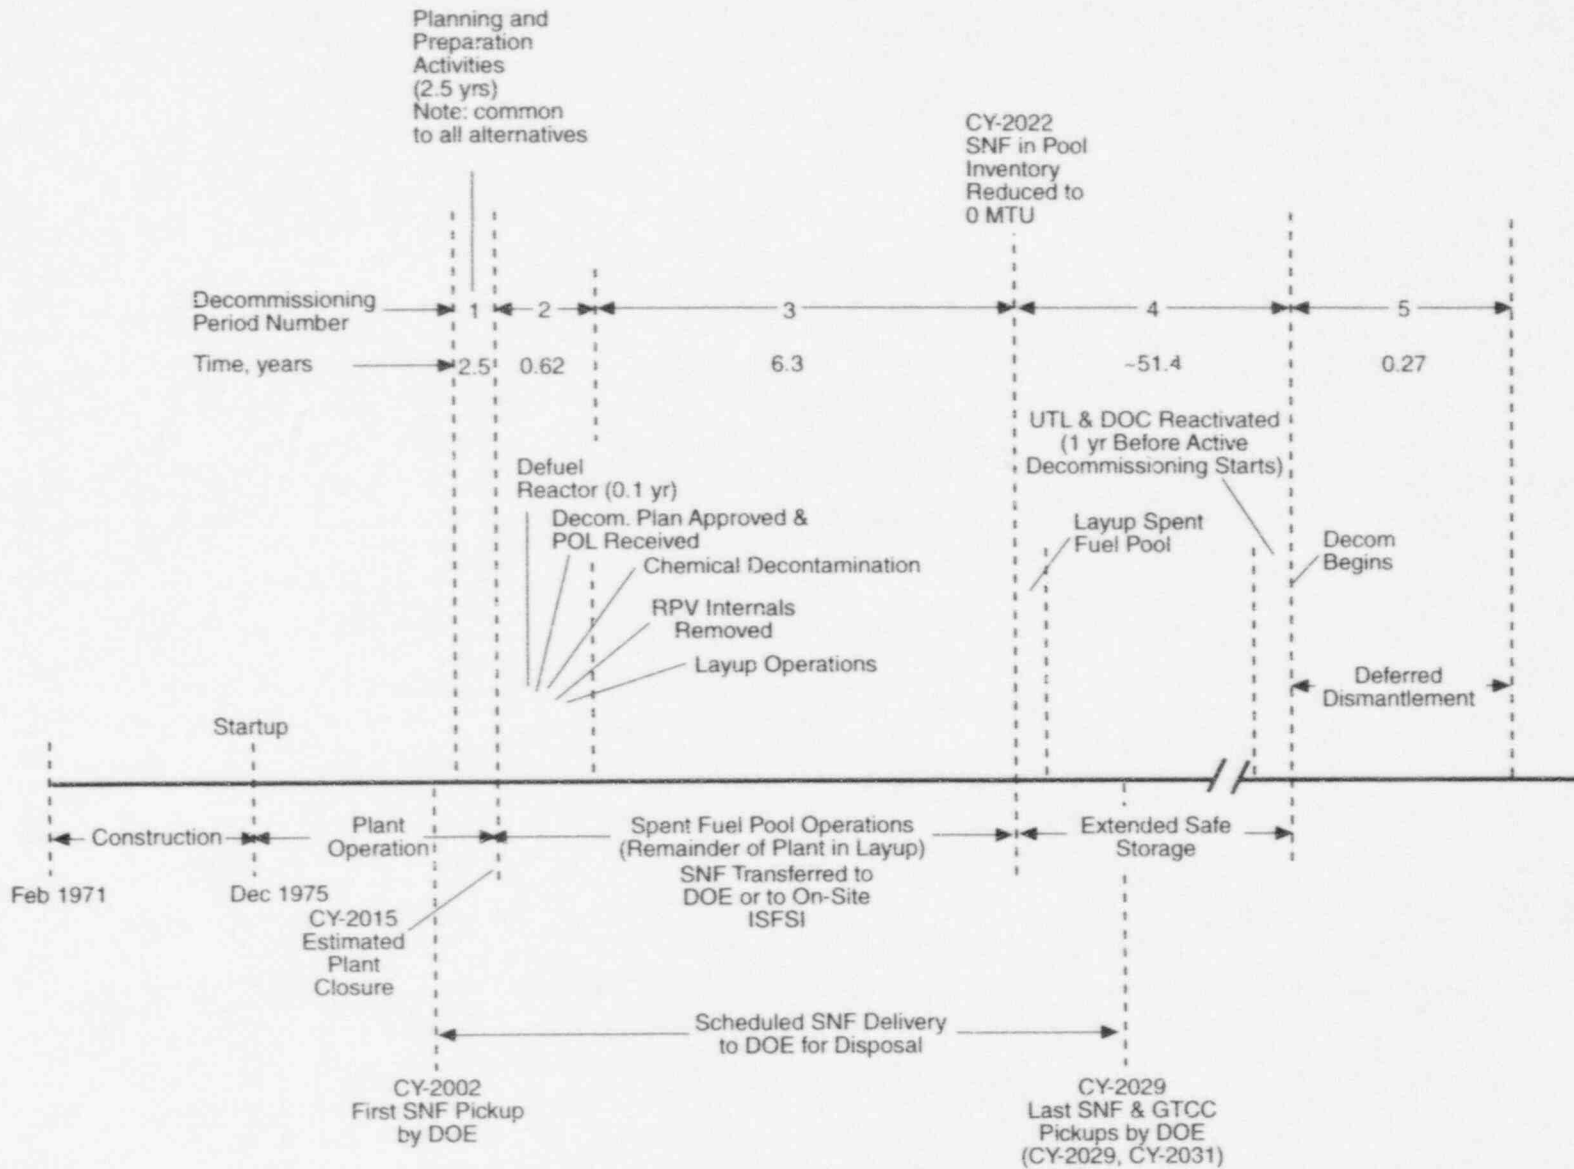 Planning and
Preparation
Activities
(2.5 yrs)
Note: common
to all alternatives
CY-2022
SNF in Pool
Inventory
Reduced to
0 MTU
Decommissioning
Period Number
1
2
3
4
5
Time, years
2.5
0.62
6.3
~51.4
0.27
UTL & DOC Reactivated
(1 yr Before Active
Decommissioning Starts)
Defuel
Reactor (0.1 yr)
Decom. Plan Approved &
POL Received
Chemical Decontamination
RPV Internals
Removed
Layup Operations
Layup Spent
Fuel Pool
Decom
Begins
Deferred
Dismantlement
Startup
Construction
Plant
Operation
Spent Fuel Pool Operations
(Remainder of Plant in Layup)
SNF Transferred to
DOE or to On-Site
ISFSI
Extended Safe
Storage
Feb 1971
Dec 1975
CY-2015
Estimated
Plant
Closure
Scheduled SNF Delivery
to DOE for Disposal
CY-2002
First SNF Pickup
by DOE
CY-2029
Last SNF & GTCC
Pickups by DOE
(CY-2029, CY-2031)